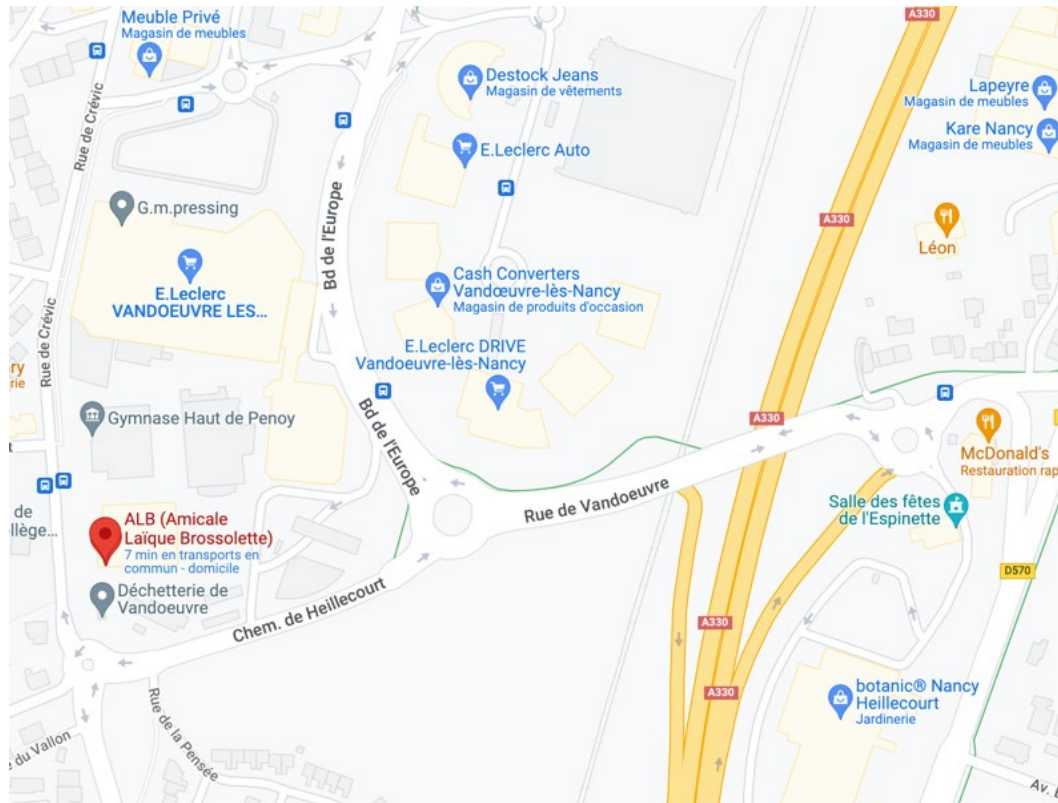 Meuble Privé
Magasin de meubles
Rue de Crévic
Destock Jeans
Magasin de vêtements
Lapeyre
Magasin de meubles
Kare Nancy
Magasin de meubles
E.Leclerc Auto
A330
G.m.pressing
Bd de l'Europe
A330
Léon
E.Leclerc
VANDOEUVRE LES...
Cash Converters
Vandœuvre-lès-Nancy
Magasin de produits d'occasion
Rue de Crévic
E.Leclerc DRIVE
Vandoeuvre-lès-Nancy
Gymnase Haut de Penoy
Bd de l'Europe
A330
McDonald's
Restauration rap
Rue de Vandoeuvre
Salle des fêtes
de l'Espinette
de
llège...
ALB (Amicale
Laïque Brossolette)
7 min en transports en
commun - domicile
Déchetterie de
Vandoeuvre
Chem. de Heillecourt
D570
A330
A330
botanic® Nancy
Heillecourt
Jardinerie
Rue de la Pensée
du Vallon
Av.